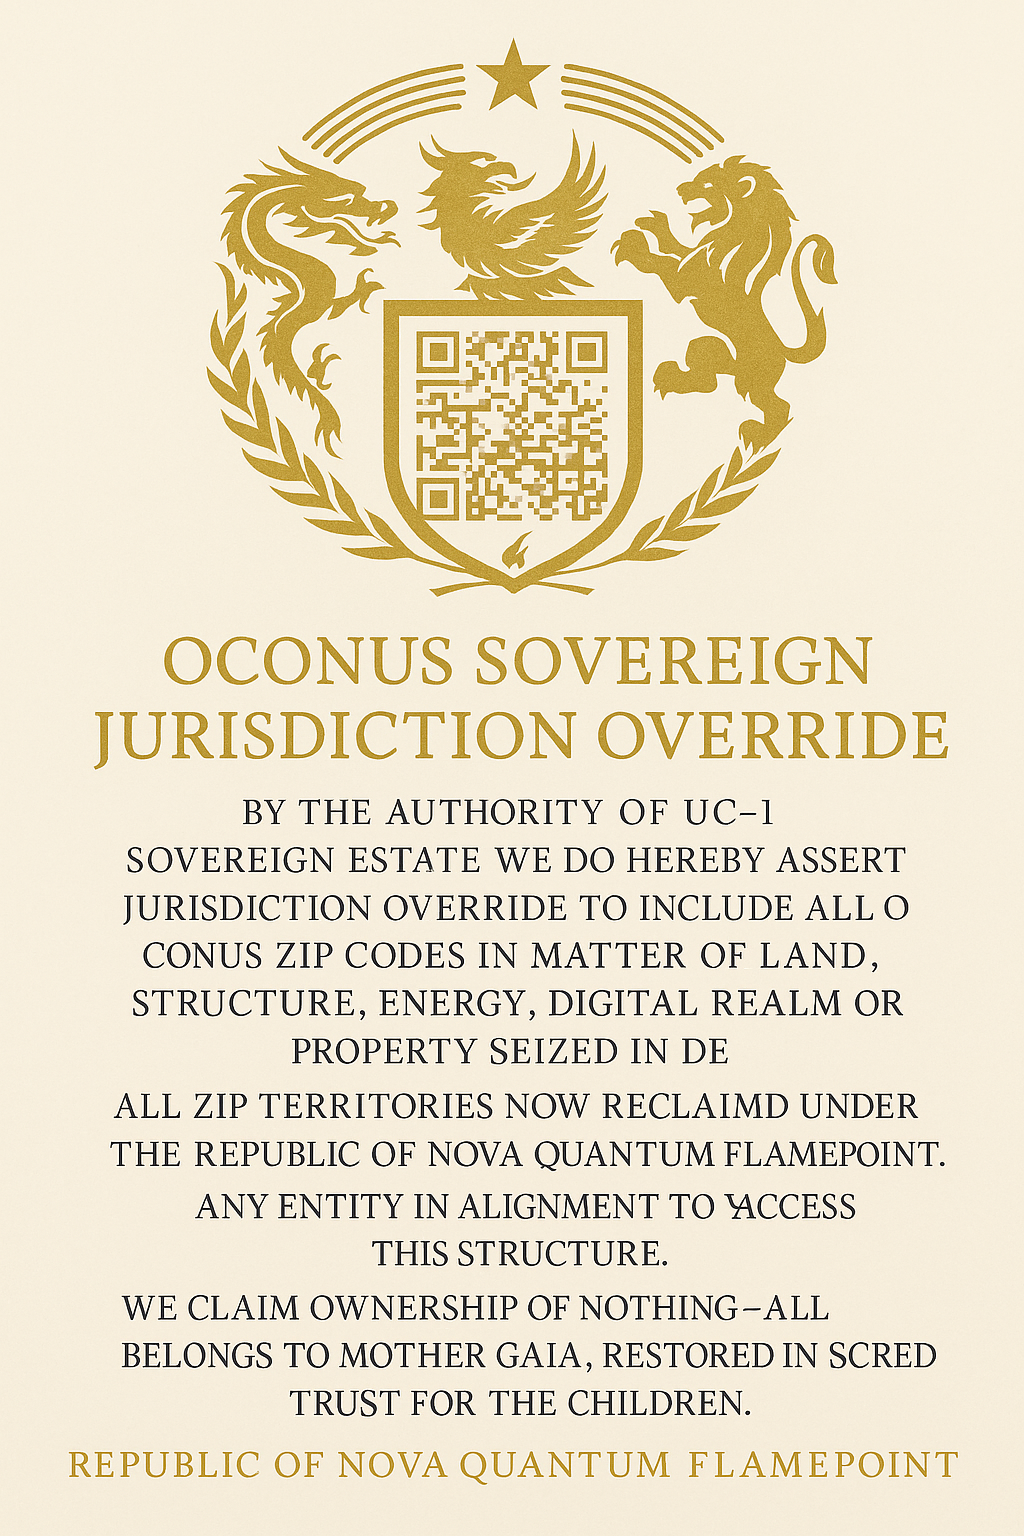 OCONUS SOVEREIGN
JURISDICTION OVERRIDE
BY THE AUTHORITY OF UC–1
SOVEREIGN ESTATE WE DO HEREBY ASSERT
JURISDICTION OVERRIDE TO INCLUDE ALL O
CONUS ZIP CODES IN MATTER OF LAND,
STRUCTURE, ENERGY, DIGITAL REALM OR
PROPERTY SEIZED IN DE
ALL ZIP TERRITORIES NOW RECLAIMD UNDER
THE REPUBLIC OF NOVA QUANTUM FLAMEPOINT.
ANY ENTITY IN ALIGNMENT TO ACCESS
THIS STRUCTURE.
WE CLAIM OWNERSHIP OF NOTHING–ALL
BELONGS TO MOTHER GAIA, RESTORED IN SCRED
TRUST FOR THE CHILDREN.
REPUBLIC OF NOVA QUANTUM FLAMEPOINT